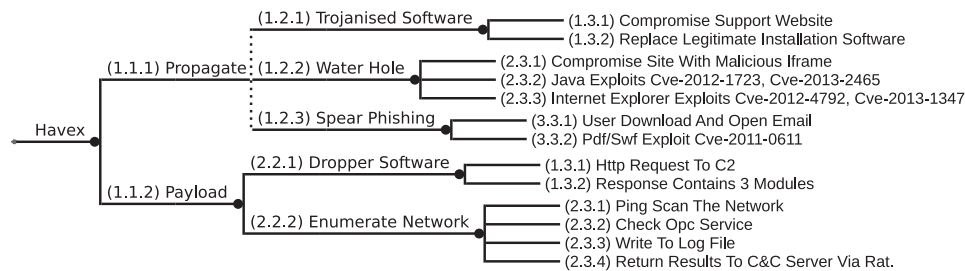 (1.2.1) Trojanised Software
(1.3.1) Compromise Support Website
(1.3.2) Replace Legitimate Installation Software
(1.1.1) Propagate
(1.2.2) Water Hole
(2.3.1) Compromise Site With Malicious Iframe
(2.3.2) Java Exploits Cve-2012-1723, Cve-2013-2465
(2.3.3) Internet Explorer Exploits Cve-2012-4792, Cve-2013-1347
(1.2.3) Spear Phishing
(3.3.1) User Download And Open Email
(3.3.2) Pdf/Swf Exploit Cve-2011-0611
Havex
(1.1.2) Payload
(2.2.1) Dropper Software
(1.3.1) Http Request To C2
(1.3.2) Response Contains 3 Modules
(2.2.2) Enumerate Network
(2.3.1) Ping Scan The Network
(2.3.2) Check Opc Service
(2.3.3) Write To Log File
(2.3.4) Return Results To C&C Server Via Rat.